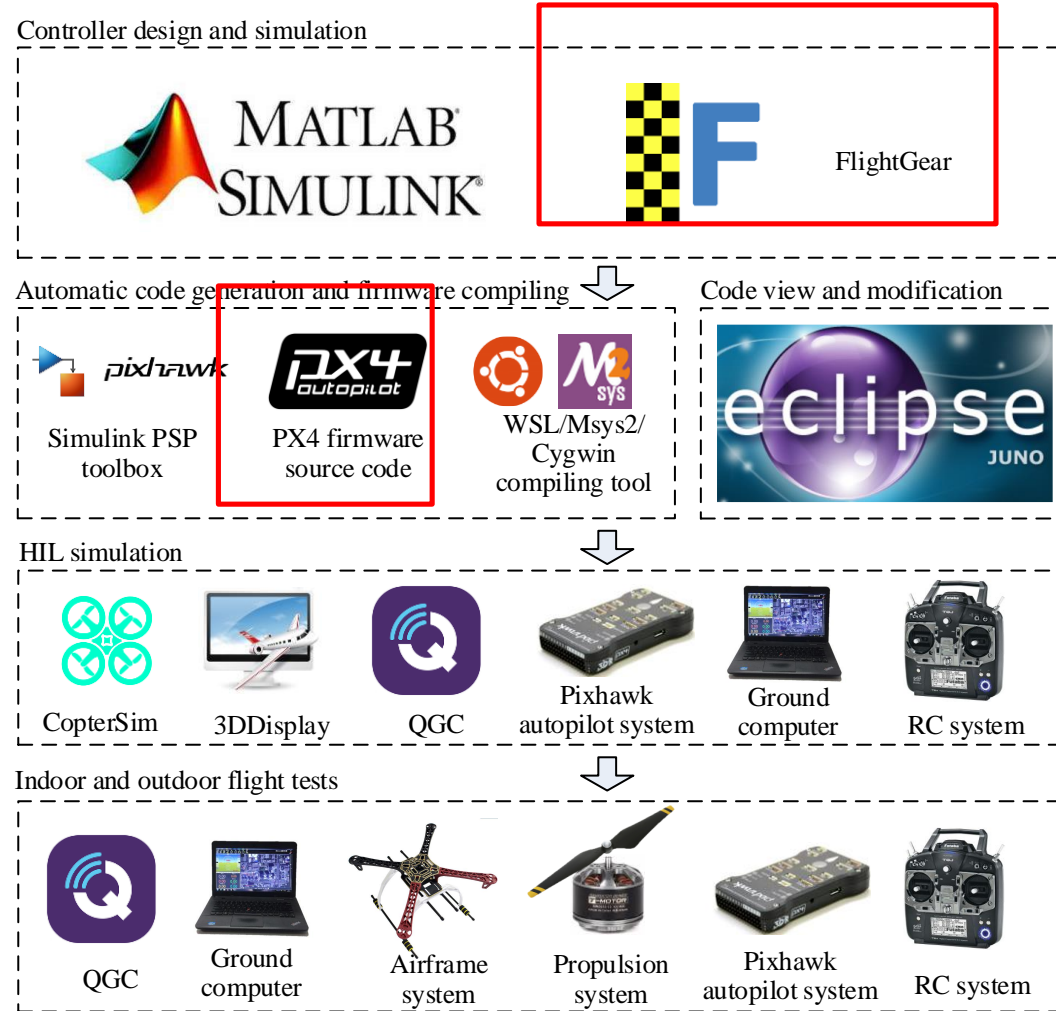 Controller design and simulation
MATLAB®
SIMULINK®
F
FlightGear
Automatic code generation and firmware compiling
Code view and modification
pixhawk
px4
autopilot
M2
sys
eclipse
JUNO
Simulink PSP
toolbox
PX4 firmware
source code
WSL/Msys2/
Cygwin
compiling tool
HIL simulation
CopterSim
3DDisplay
QGC
Pixhawk
autopilot system
Ground
computer
RC system
Indoor and outdoor flight tests
QGC
Ground
computer
Airframe
system
Propulsion
system
Pixhawk
autopilot system
RC system